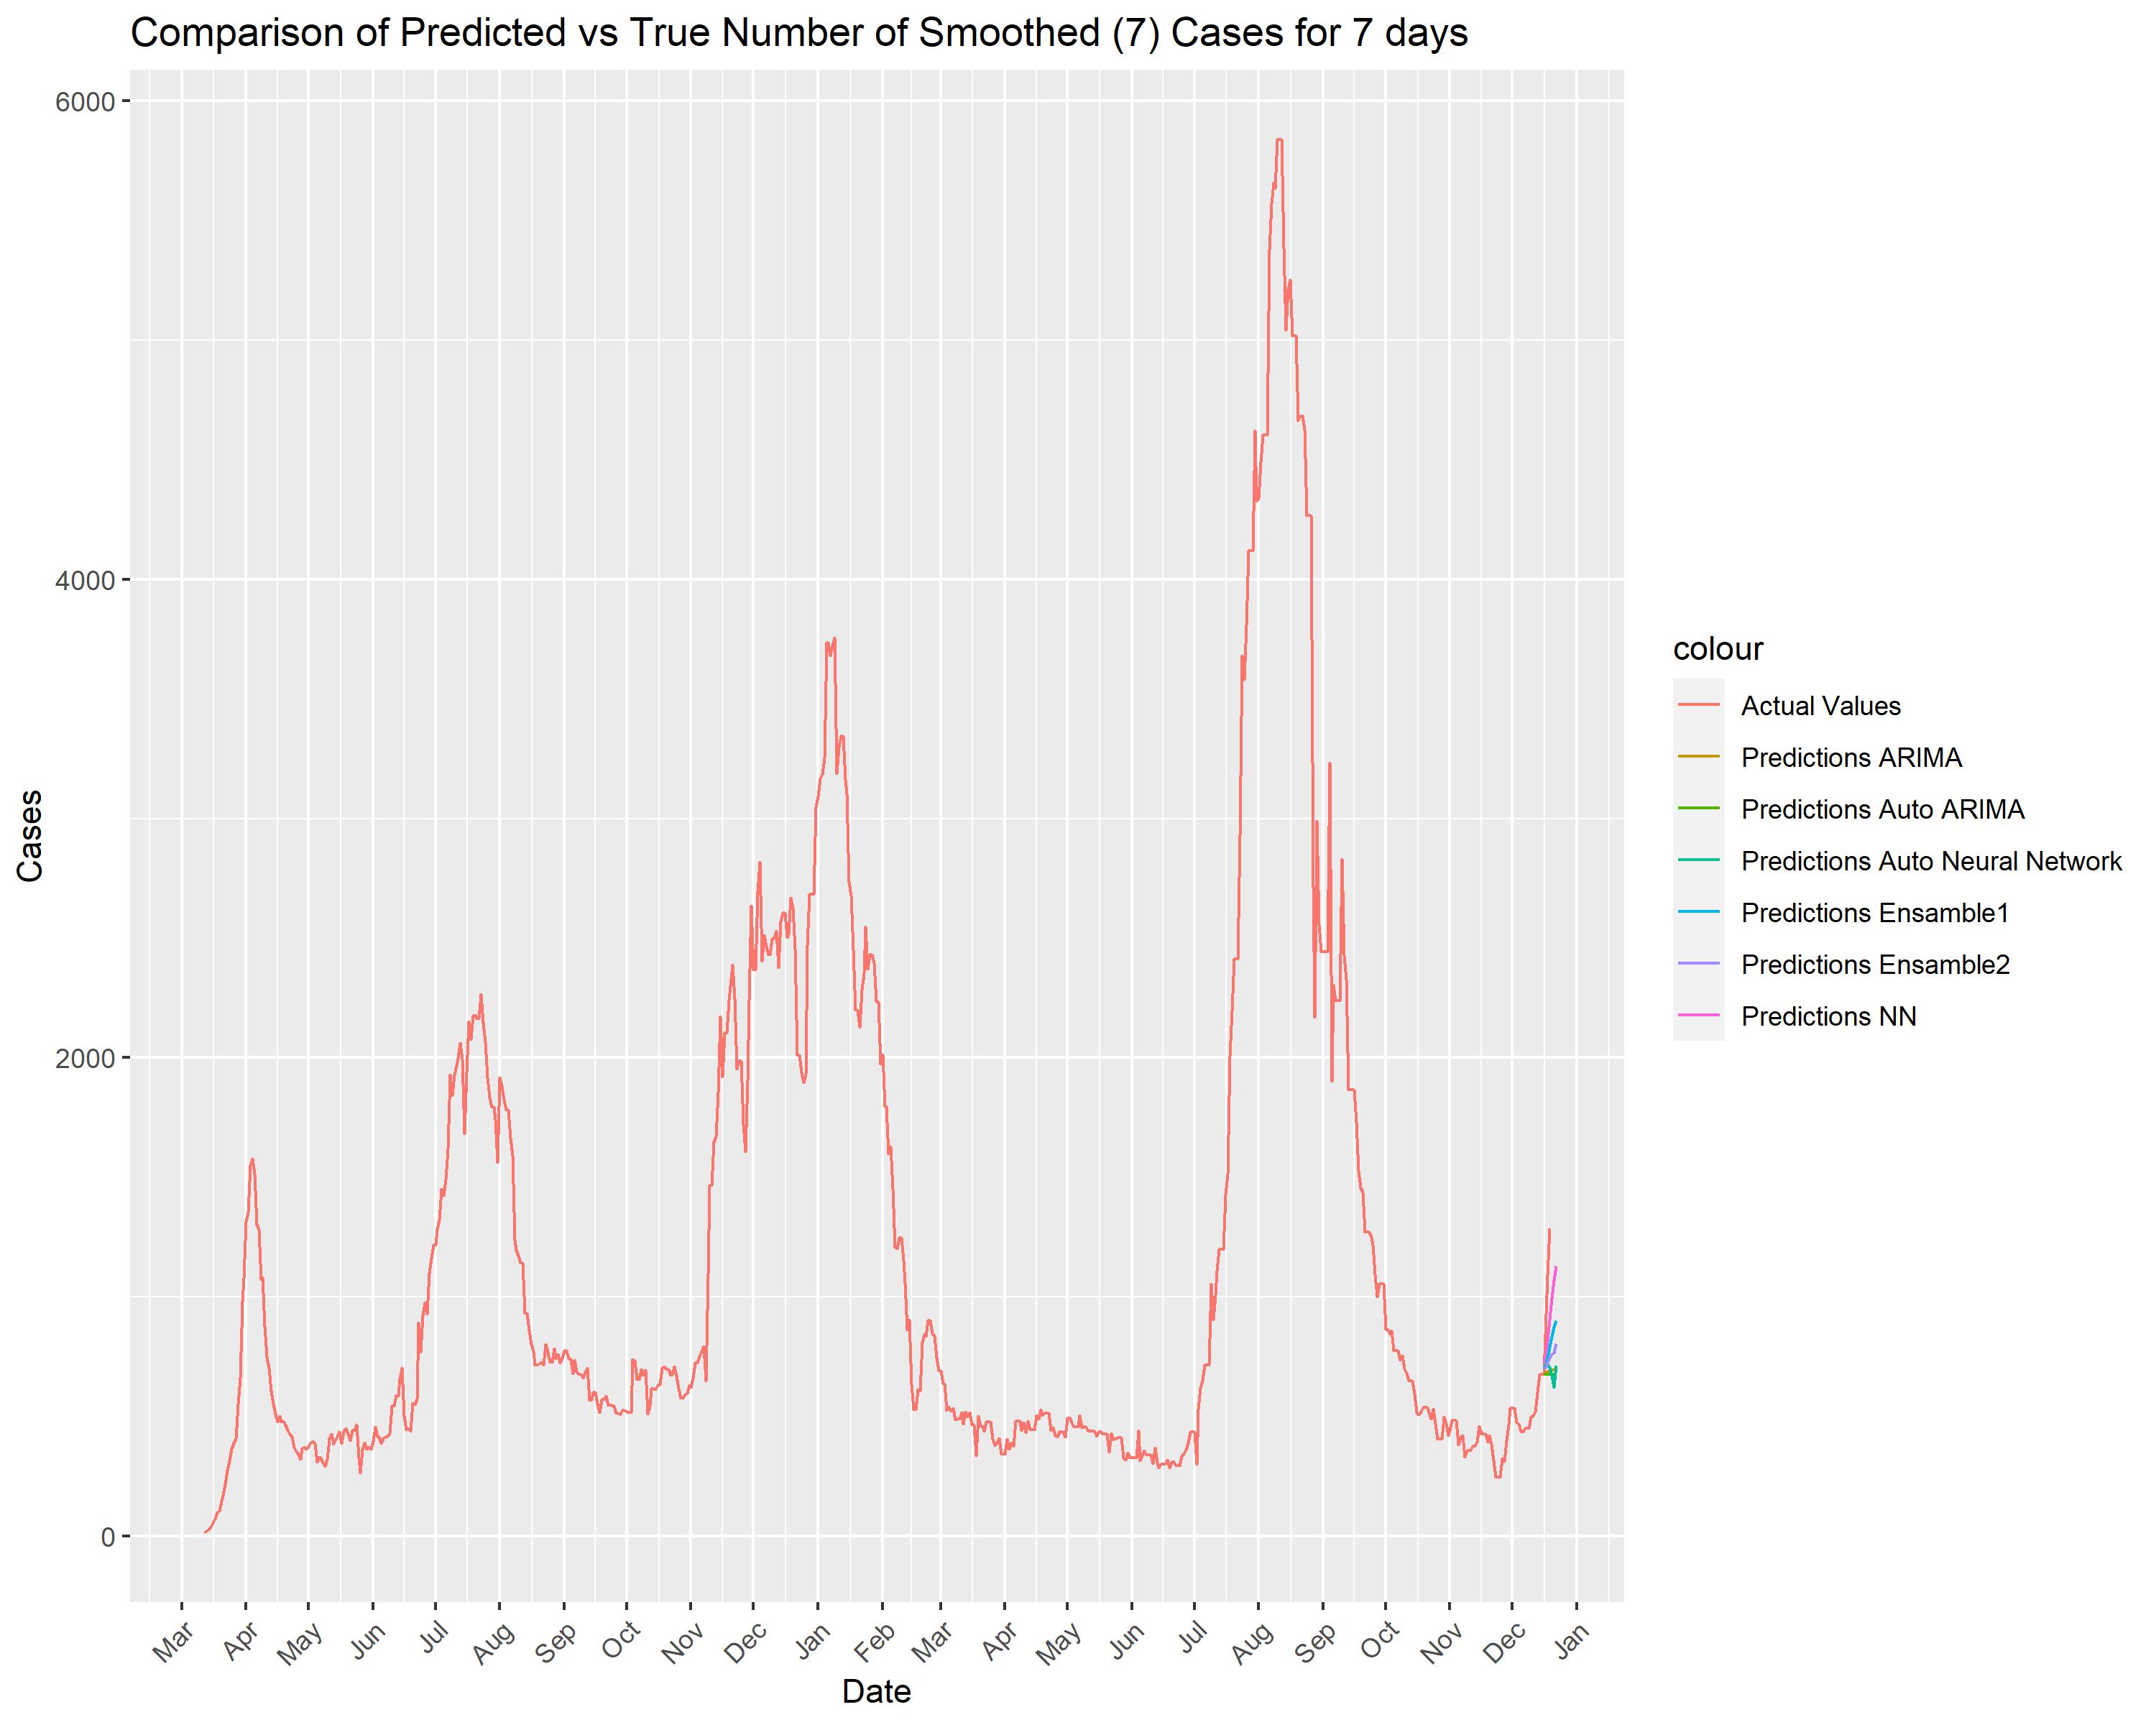 Comparison of Predicted vs True Number of Smoothed (7) Cases for 7 days
Cases
6000
4000
2000
0
Mar Apr May Jun Jul Aug Sep Oct Nov Dec Jan Feb Mar Apr May Jun Jul Aug Sep Oct Nov Dec Jan
Date
colour
Actual Values
Predictions ARIMA
Predictions Auto ARIMA
Predictions Auto Neural Network
Predictions Ensamble1
Predictions Ensamble2
Predictions NN